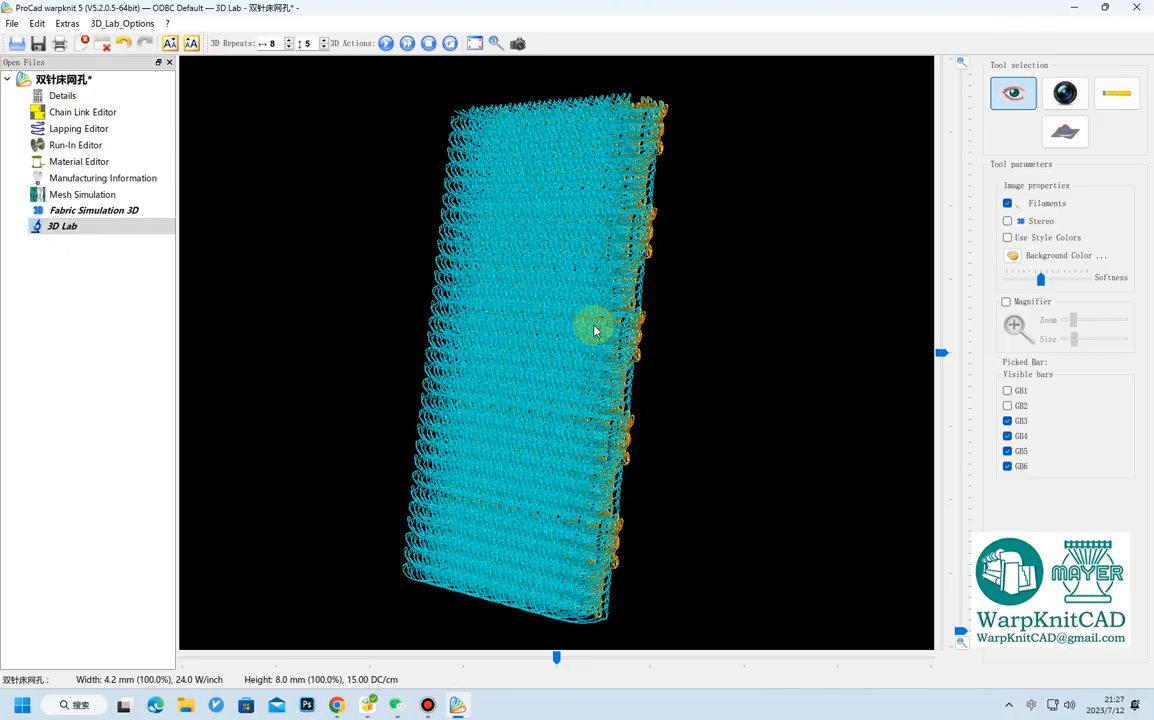 ProCad warpknit 5 (V5.2.0.5-64bit) — ODBC Default — 3D Lab - 双针床网孔* -
File Edit Extras 3D_Lab_Options ?
3D Repeats: 8 5 3D Actions:
Open Files
双针床网孔*
Details
Chain Link Editor
Lapping Editor
Run-In Editor
Material Editor
Manufacturing Information
Mesh Simulation
Fabric Simulation 3D
3D Lab
Tool selection
Tool parameters
Image properties
Filaments
Stereo
Use Style Colors
Background Color ...
Softness
Magnifier
Zoom
Size
Picked Bar:
Visible bars
GB1
GB2
GB3
GB4
GB5
GB6
MAYER
WarpKnitCAD
WarpKnitCAD@gmail.com
双针床网孔 : Width: 4.2 mm (100.0%), 24.0 W/inch Height: 8.0 mm (100.0%), 15.00 DC/cm
搜索
中
21:27
2023/7/12